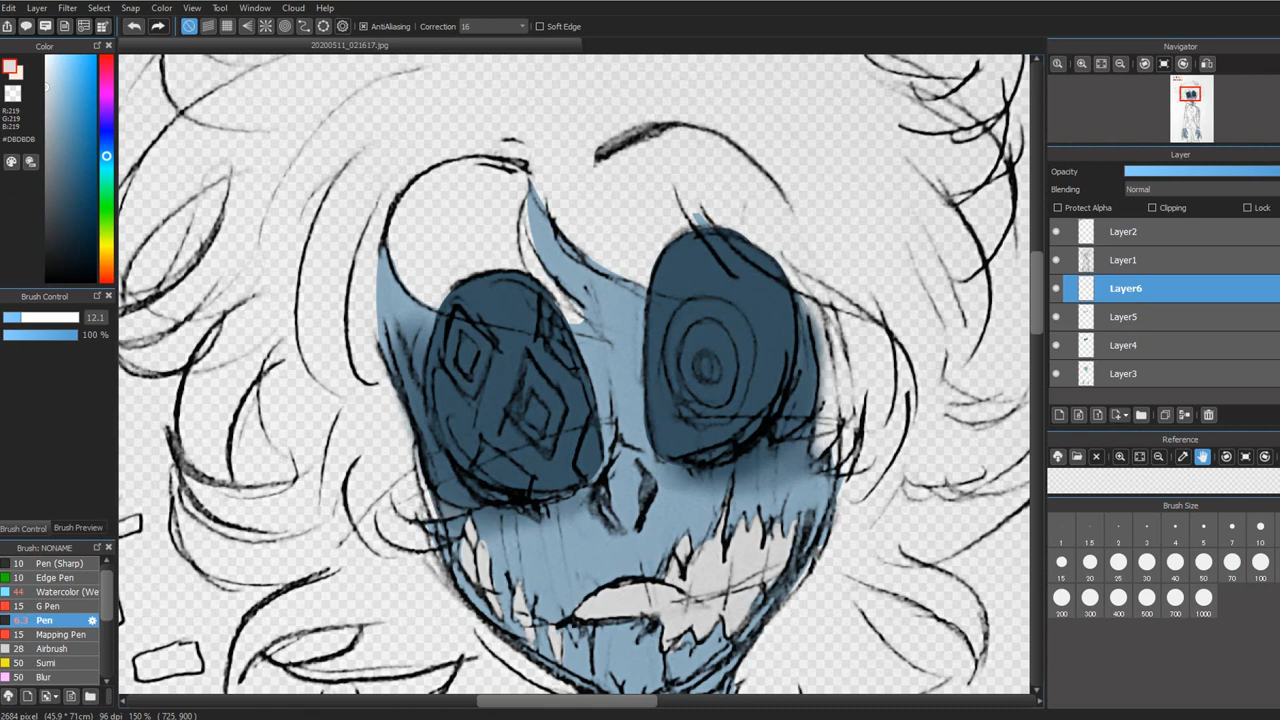 Edit Layer Filter Select Snap Color View Tool Window Cloud Help
AntiAliasing Correction 16 Soft Edge
Color
20200511_021617.jpg
R:219
G:219
B:219
#DBDBDB
Brush Control
12.1
100 %
Brush Control Brush Preview
Brush: NONAME
10 Pen (Sharp)
10 Edge Pen
44 Watercolor (We
15 G Pen
6.3 Pen
15 Mapping Pen
28 Airbrush
50 Sumi
50 Blur
2684 pixel (45.9 * 71cm) 96 dpi 150 % ( 725, 900 )
Navigator
Layer
Opacity
Blending Normal
Protect Alpha Clipping Lock
Layer2
Layer1
Layer6
Layer5
Layer4
Layer3
Reference
Brush Size
1 1.5 2 3 4 5 7 10
15 20 25 30 40 50 70 100
200 300 400 500 700 1000